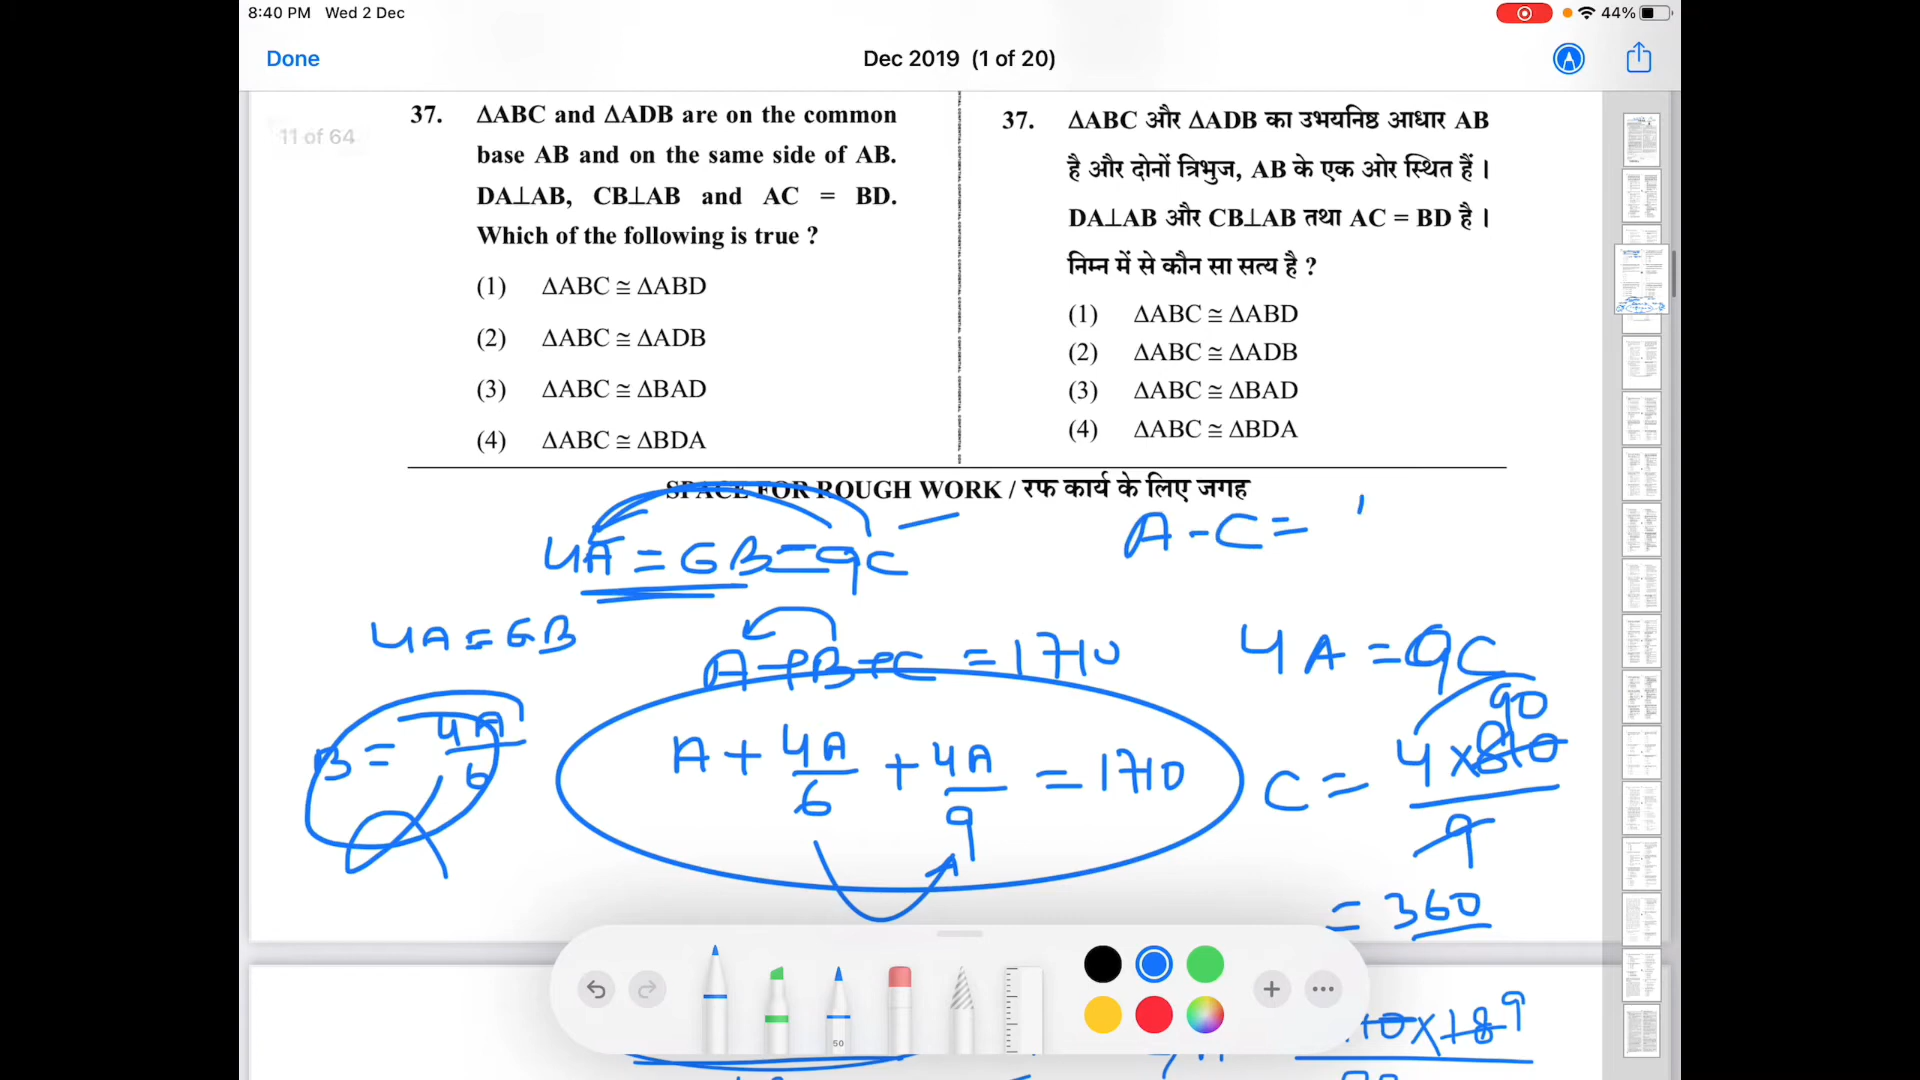 8:40 PM Wed 2 Dec
44%
Done
Dec 2019 (1 of 20)
11 of 64
37. ΔABC and ΔADB are on the common
base AB and on the same side of AB.
DA⊥AB, CB⊥AB and AC = BD.
Which of the following is true ?
(1) ΔABC ≅ ΔABD
(2) ΔABC ≅ ΔADB
(3) ΔABC ≅ ΔBAD
(4) ΔABC ≅ ΔBDA
37. ΔABC और ΔADB का उभयनिष्ठ आधार AB
है और दोनों त्रिभुज, AB के एक ओर स्थित हैं ।
DA⊥AB और CB⊥AB तथा AC = BD है ।
निम्न में से कौन सा सत्य है ?
(1) ΔABC ≅ ΔABD
(2) ΔABC ≅ ΔADB
(3) ΔABC ≅ ΔBAD
(4) ΔABC ≅ ΔBDA
SPACE FOR ROUGH WORK / रफ कार्य के लिए जगह
4A = 6B = 9C
A - C =
4A = 6B
A + B + C = 1710
4A = 9C
B = 4A/6
A + 4A/6 + 4A/9 = 1710
90
C = 4 × 810/9
= 360
50
× 18 9